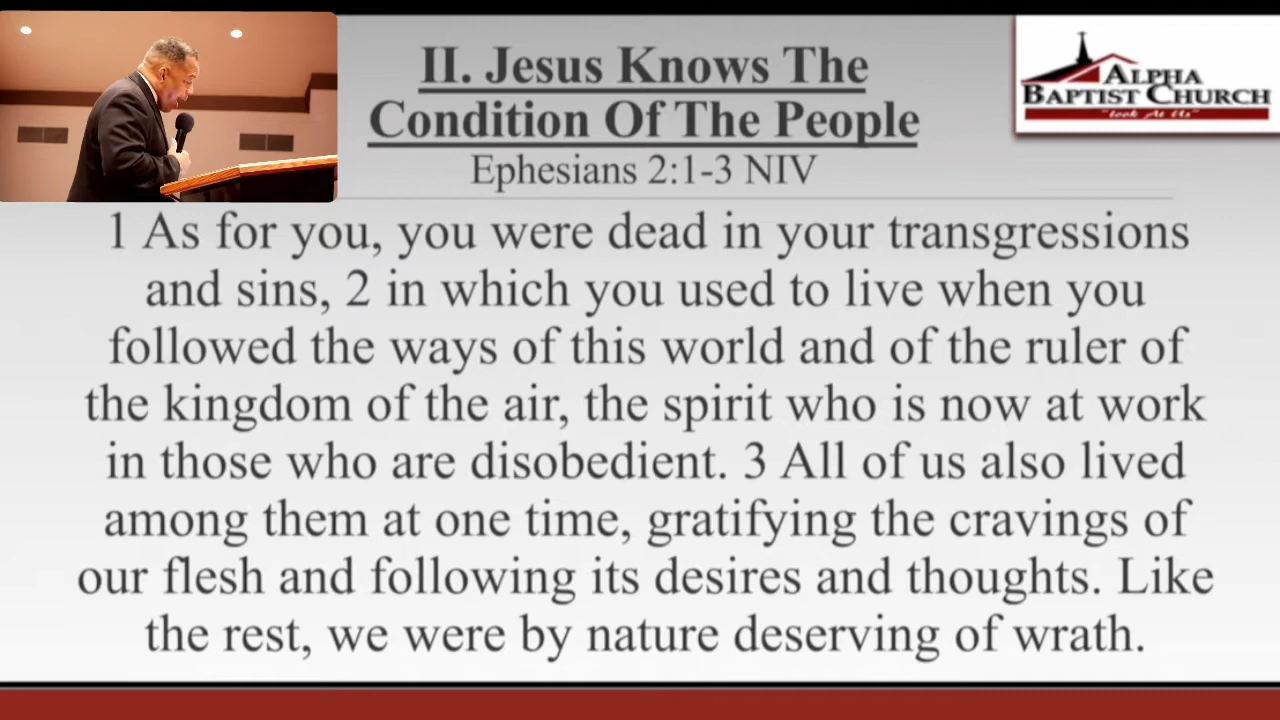 II. Jesus Knows The
Condition Of The People
Ephesians 2:1-3 NIV
ALPHA
BAPTIST CHURCH
"Look At Us"
1 As for you, you were dead in your transgressions
and sins, 2 in which you used to live when you
followed the ways of this world and of the ruler of
the kingdom of the air, the spirit who is now at work
in those who are disobedient. 3 All of us also lived
among them at one time, gratifying the cravings of
our flesh and following its desires and thoughts. Like
the rest, we were by nature deserving of wrath.